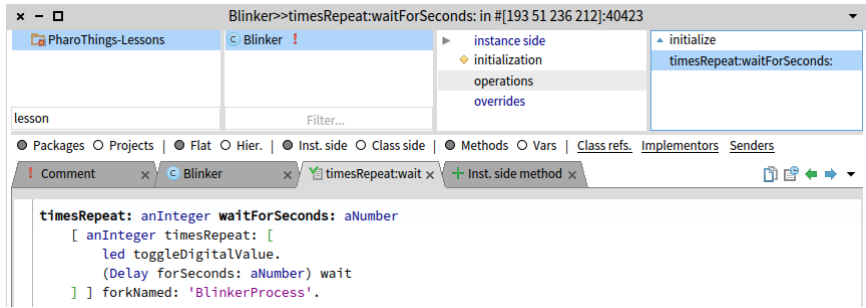 Blinker>>timesRepeat:waitForSeconds: in #[193 51 236 212]:40423
PharoThings-Lessons
lesson
C Blinker !
Filter...
instance side
initialization
operations
overrides
initialize
timesRepeat:waitForSeconds:
Packages Projects | Flat Hier. | Inst. side Class side | Methods Vars | Class refs. Implementors Senders
! Comment × C Blinker × timesRepeat:wait × Inst. side method ×
timesRepeat: anInteger waitForSeconds: aNumber
[ anInteger timesRepeat: [
led toggleDigitalValue.
(Delay forSeconds: aNumber) wait
] ] forkNamed: 'BlinkerProcess'.